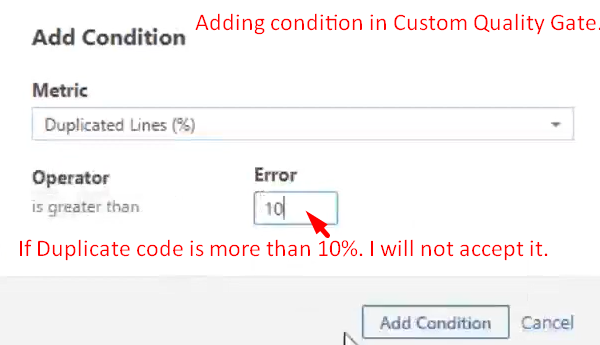 Adding condition in Custom Quality Gate.
Add Condition
Metric
Duplicated Lines (%)
Operator
Error
is greater than
10
If Duplicate code is more than 10%. I will not accept it.
Add Condition
Cancel